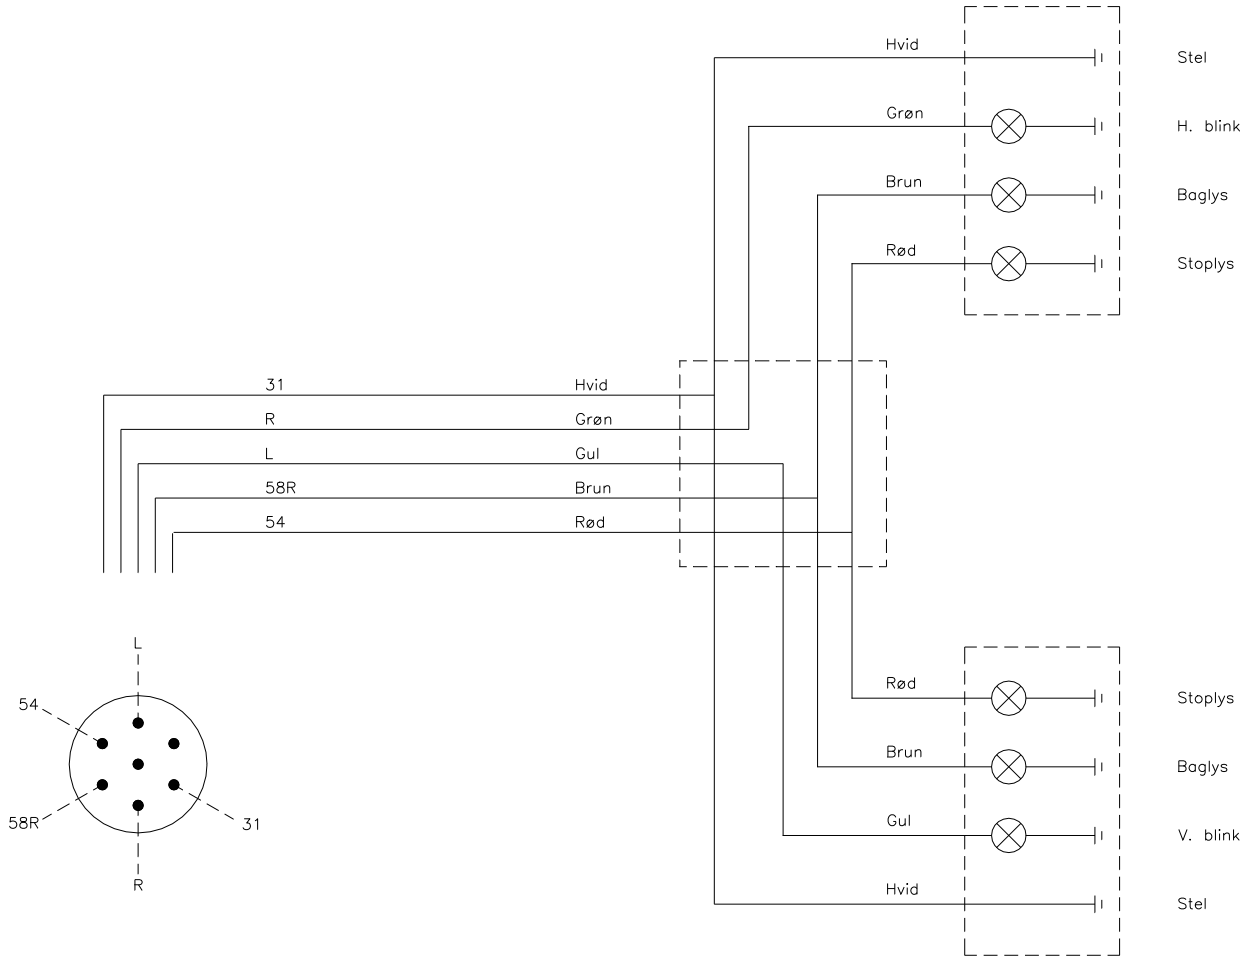 Hvid Stel
Grøn H. blink
Brun Baglys
Rød Stoplys
31 Hvid
R Grøn
L Gul
58R Brun
54 Rød
L
54
58R
31
R
Rød Stoplys
Brun Baglys
Gul V. blink
Hvid Stel